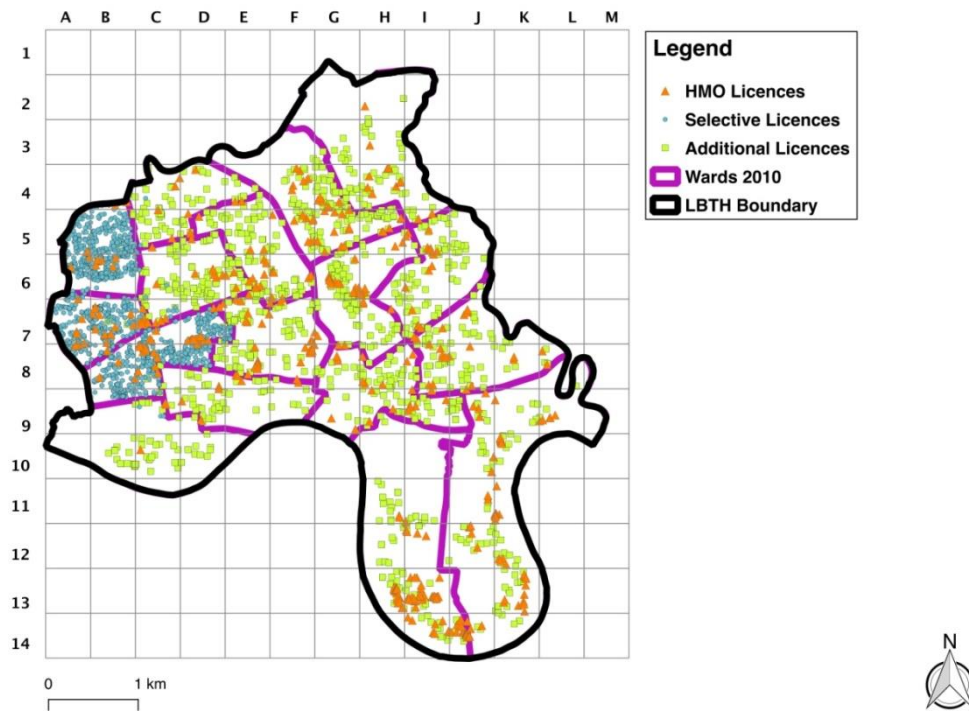 A B C D E F G H I J K L M
1
2
3
4
5
6
7
8
9
10
11
12
13
14
Legend
HMO Licences
Selective Licences
Additional Licences
Wards 2010
LBTH Boundary
0 1 km
N